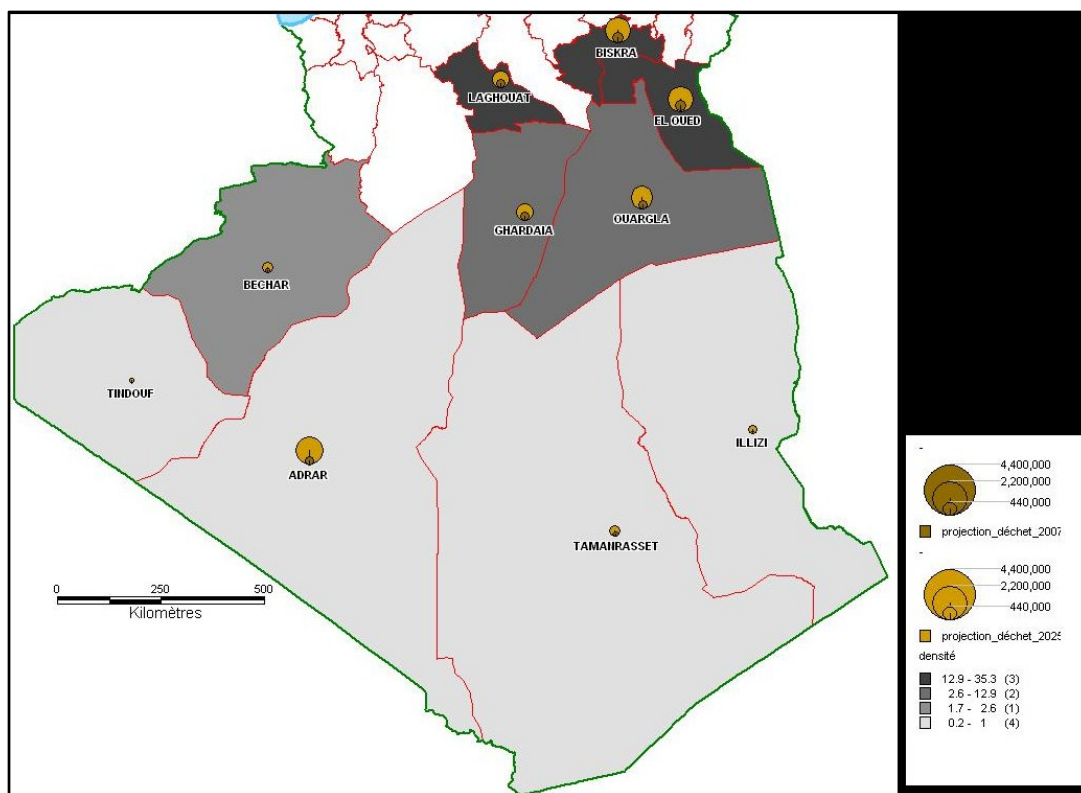 BISKRA
LAGHOUAT
EL OUED
OUARGLA
GHARDAIA
BECHAR
TINDOUF
ILLIZI
ADRAR
TAMANRASSET
0 250 500
Kilomètres
-
4,400,000
2,200,000
440,000
projection_déchet_2007
-
4,400,000
2,200,000
440,000
projection_déchet_2025
densité
12.9 - 35.3 (3)
2.6 - 12.9 (2)
1.7 - 2.6 (1)
0.2 - 1 (4)